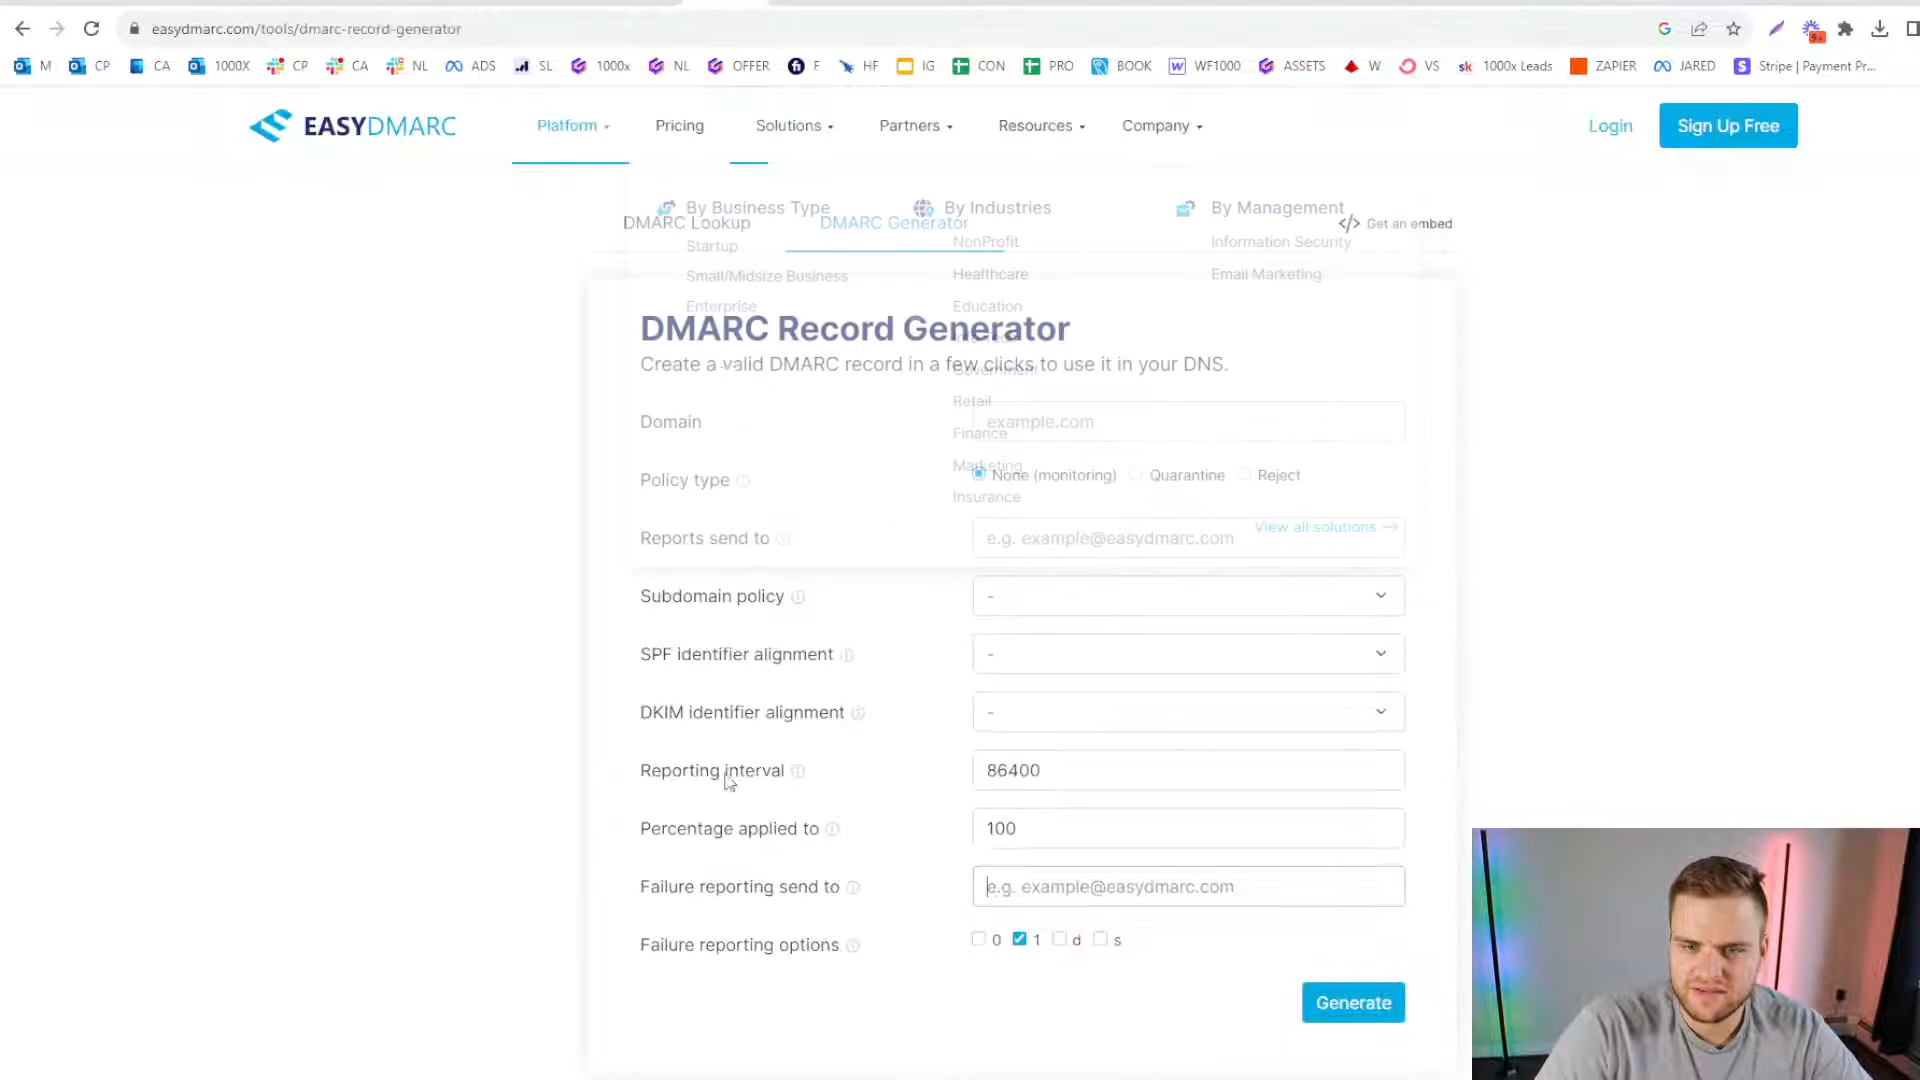 easydmarc.com/tools/dmarc-record-generator
M CP CA 1000X CP CA NL ADS SL 1000x NL OFFER F HF IG CON PRO BOOK WF1000 ASSETS W VS 1000x Leads ZAPIER JARED Stripe | Payment Pr...
EASYDMARC Platform Pricing Solutions Partners Resources Company Login Sign Up Free
By Business Type By Industries By Management
DMARC Lookup DMARC Generator Get an embed
Startup NonProfit Information Security
Small/Midsize Business Healthcare Email Marketing
Enterprise Education
DMARC Record Generator
Create a valid DMARC record in a few clicks to use it in your DNS.
Government
Retail
Domain example.com
Finance
Marketing
Policy type None (monitoring) Quarantine Reject
Insurance
View all solutions →
Reports send to e.g. example@easydmarc.com
Subdomain policy -
SPF identifier alignment -
DKIM identifier alignment -
Reporting interval 86400
Percentage applied to 100
Failure reporting send to e.g. example@easydmarc.com
Failure reporting options 0 1 d s
Generate